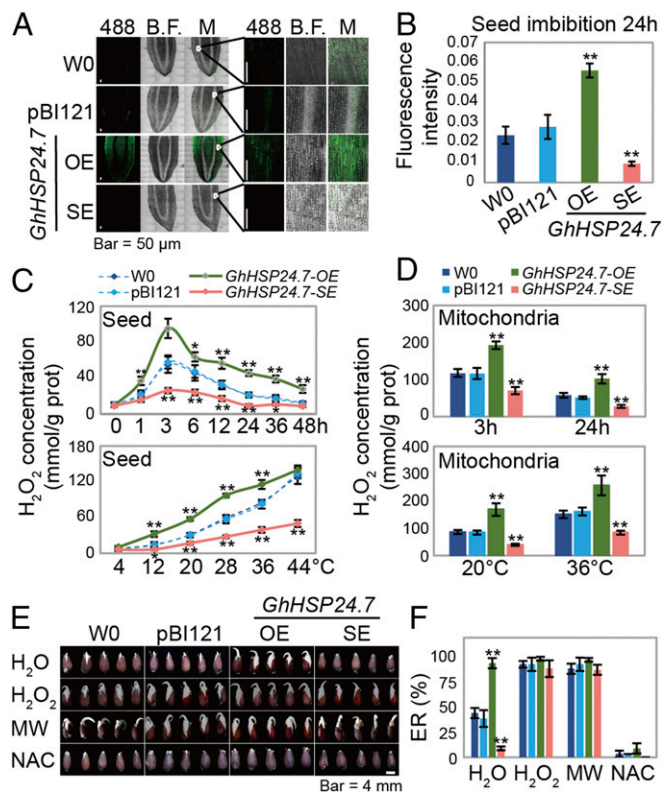 A
488 B.F. M 488 B.F. M
W0
pBI121
GhHSP24.7
OE
SE
Bar = 50 µm
B
Seed imbibition 24h
Fluorescence intensity
0.07
0.06
0.05
0.04
0.03
0.02
0.01
0
**
**
W0
pBI121
OE
SE
GhHSP24.7
C
W0 GhHSP24.7-OE
pBI121 GhHSP24.7-SE
H2O2 concentration
(mmol/g prot)
Seed
120
80
40
0
** * ** ** ** **
** ** ** ** *
0 1 3 6 12 24 36 48h
Seed
180
120
60
0
** ** ** **
* ** ** ** **
4 12 20 28 36 44°C
D
W0 GhHSP24.7-OE
pBI121 GhHSP24.7-SE
H2O2 concentration
(mmol/g prot)
Mitochondria
300
200
100
0
** ** ** **
3h 24h
Mitochondria
400
300
200
100
0
** ** ** **
20°C 36°C
E
GhHSP24.7
W0 pBI121 OE SE
H2O
H2O2
MW
NAC
Bar = 4 mm
F
ER (%)
100
75
50
25
0
**
**
H2O H2O2 MW NAC